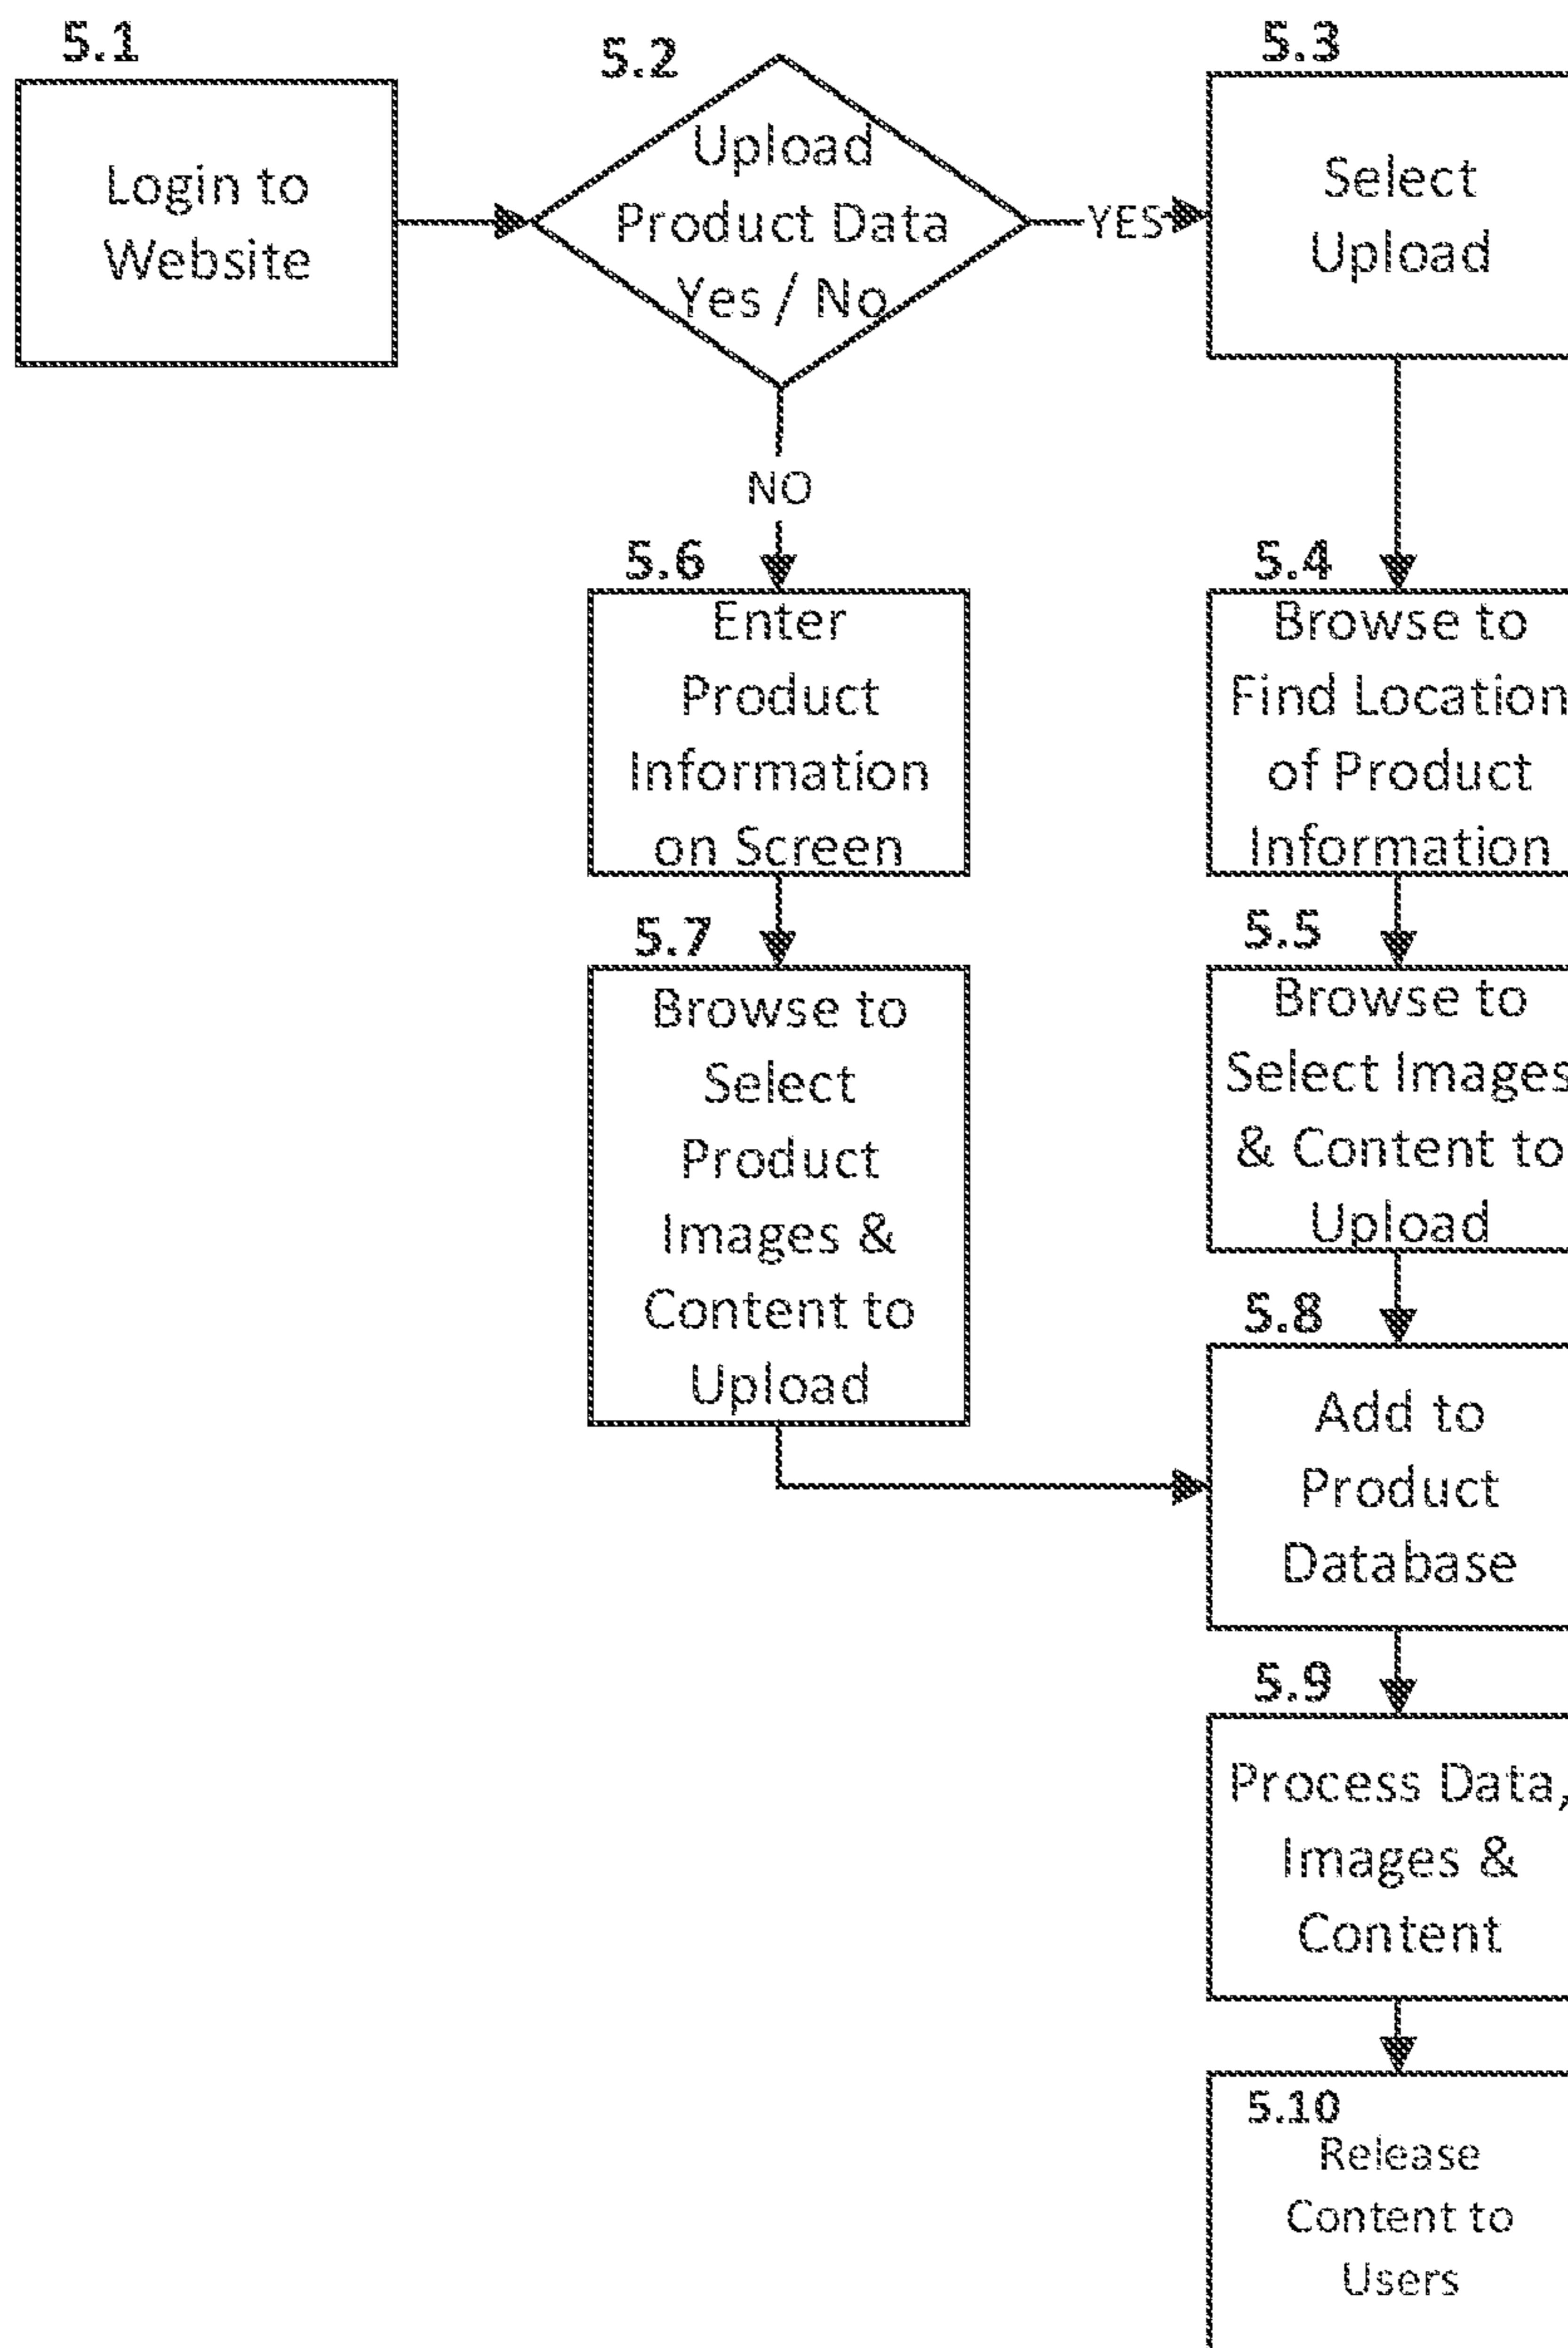 5.1
Login to
Website
5.2
Upload
Product Data
Yes / No
YES
5.3
Select
Upload
NO
5.6
Enter
Product
Information
on Screen
5.4
Browse to
Find Location
of Product
Information
5.7
Browse to
Select
Product
Images &
Content to
Upload
5.5
Browse to
Select Images
& Content to
Upload
5.8
Add to
Product
Database
5.9
Process Data,
Images &
Content
5.10
Release
Content to
Users